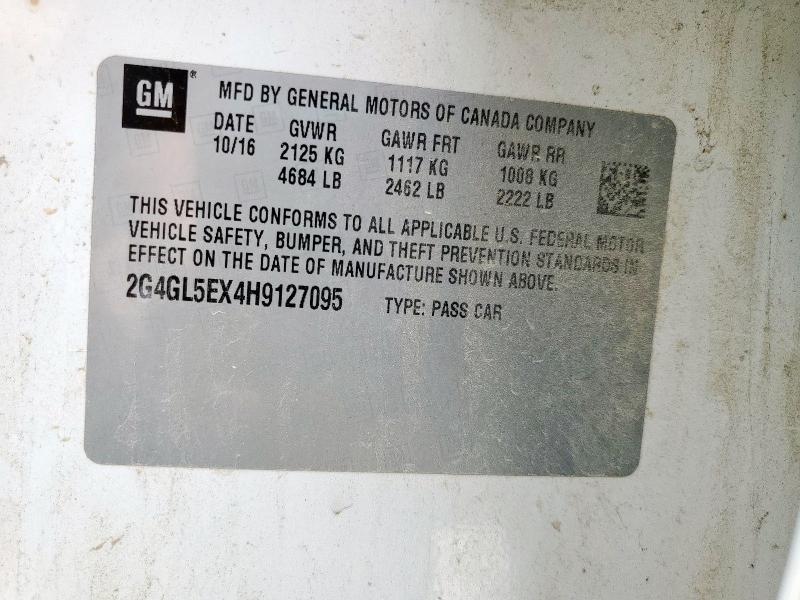 GM ®
MFD BY GENERAL MOTORS OF CANADA COMPANY
DATE GVWR GAWR FRT GAWR RR
10/16 2125 KG 1117 KG 1008 KG
4684 LB 2462 LB 2222 LB
THIS VEHICLE CONFORMS TO ALL APPLICABLE U.S. FEDERAL MOTOR
VEHICLE SAFETY, BUMPER, AND THEFT PREVENTION STANDARDS IN
EFFECT ON THE DATE OF MANUFACTURE SHOWN ABOVE.
2G4GL5EX4H9127095 TYPE: PASS CAR